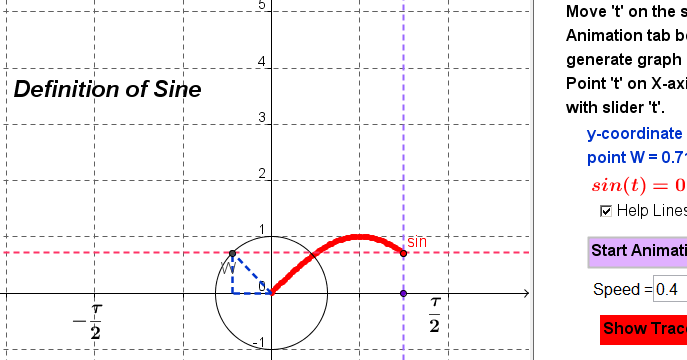 5
Move 't' on the s
Animation tab b
generate graph
4
Definition of Sine
Point 't' on X-axi
with slider 't'.
3
y-coordinate
point W = 0.71
2
sin(t) = 0
Help Lines
1
sin
Start Animati
W
0
Speed = 0.4
−τ/2
τ/2
Show Trac
-1